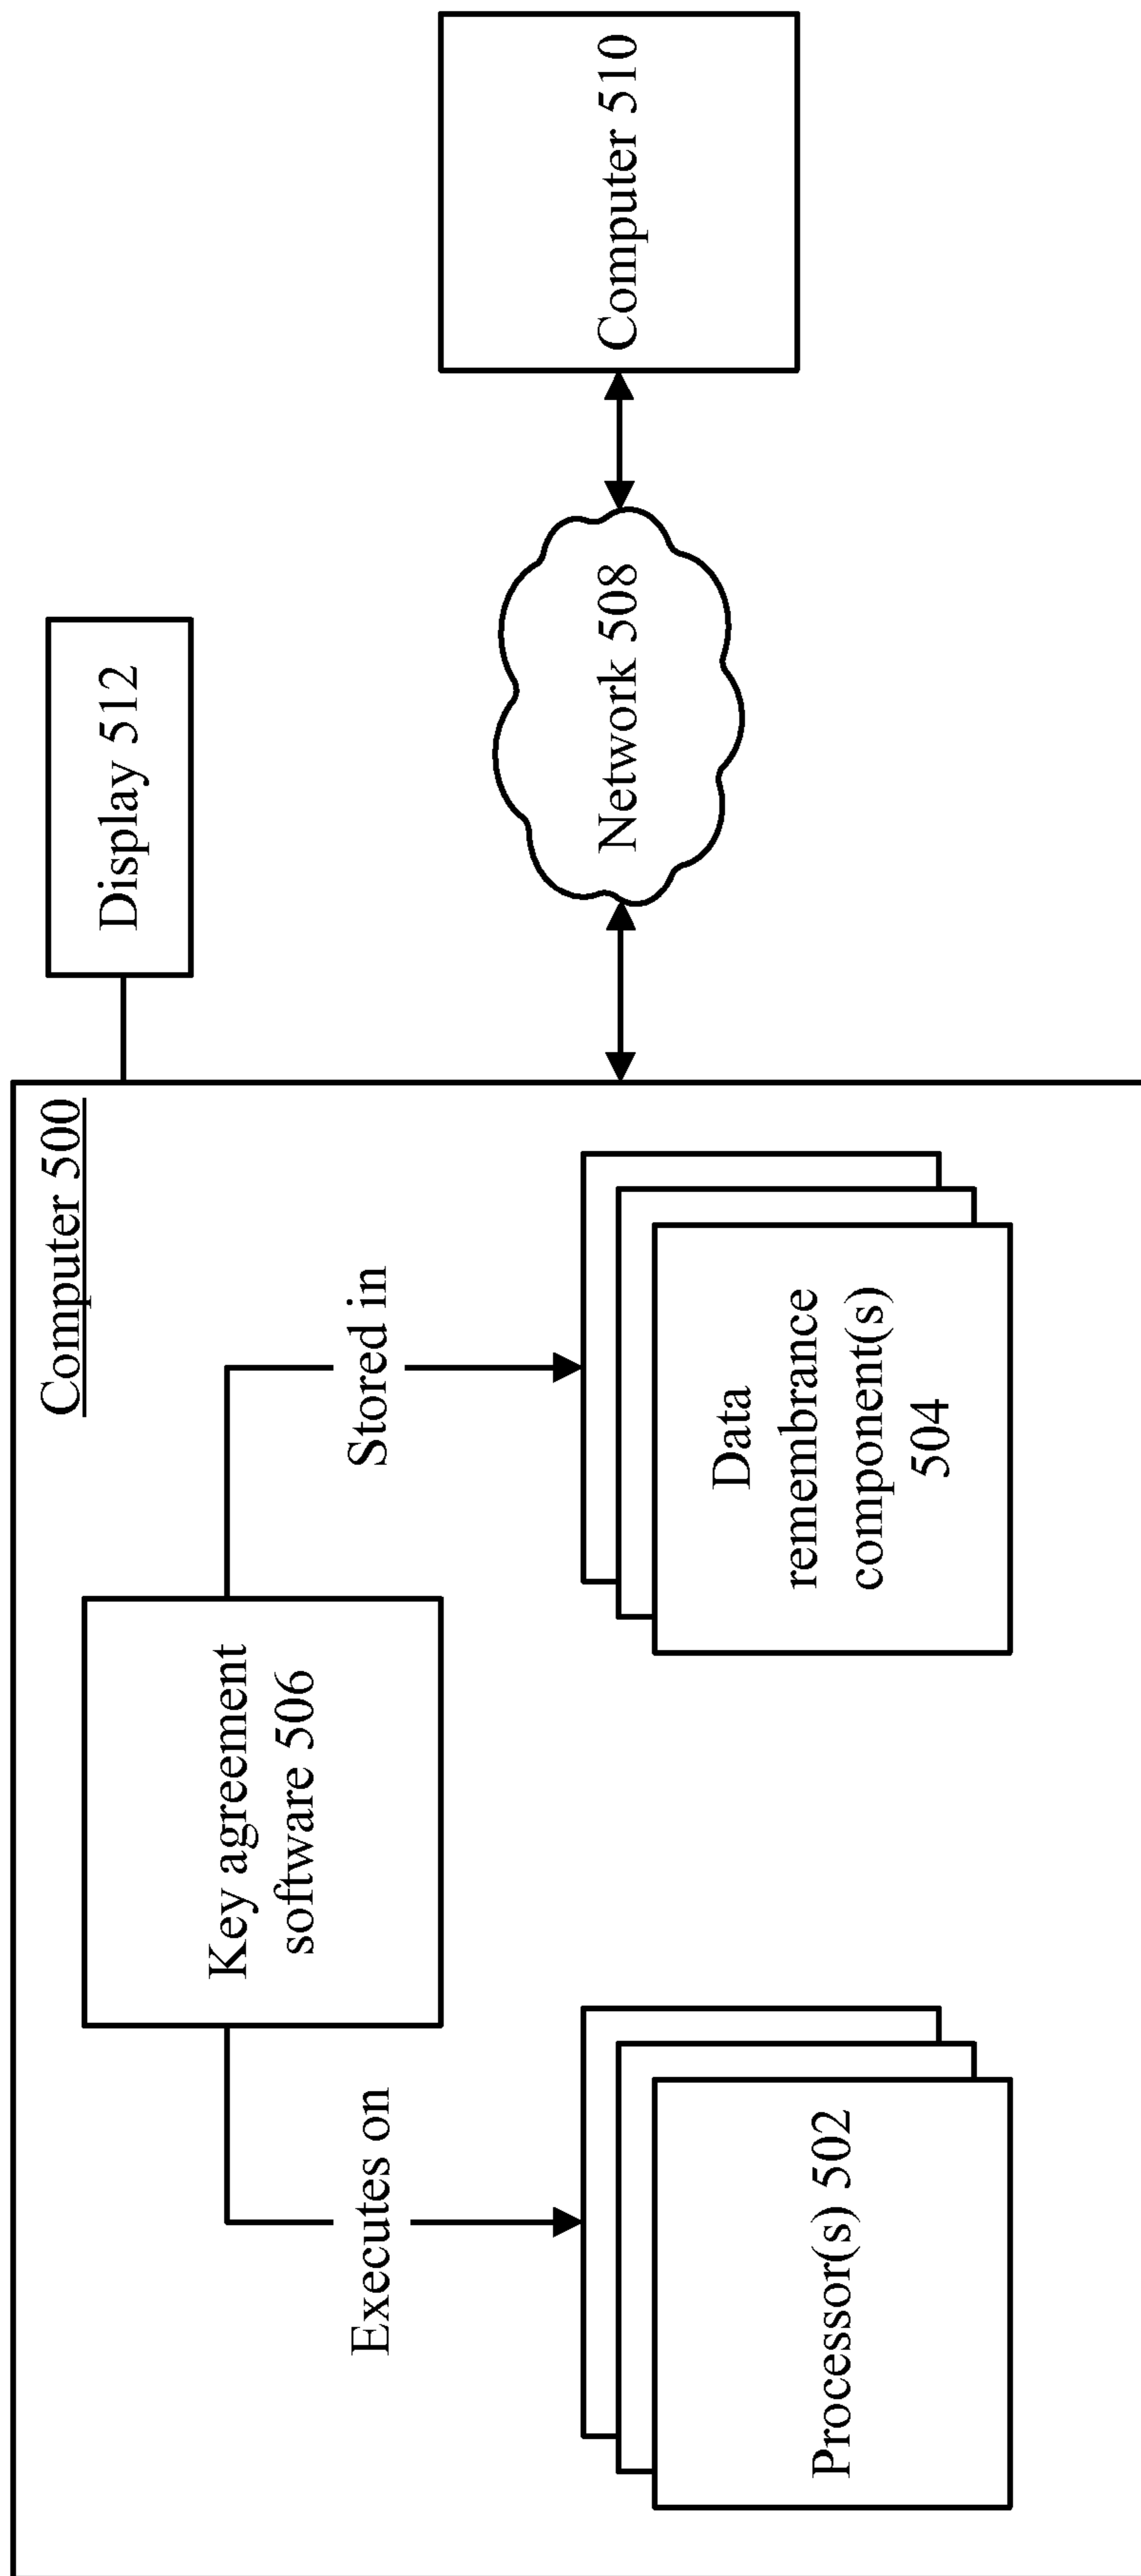 Computer 500
Key agreement
software 506
Executes on
Stored in
Processor(s) 502
Data
remembrance
component(s)
504
Display 512
Network 508
Computer 510